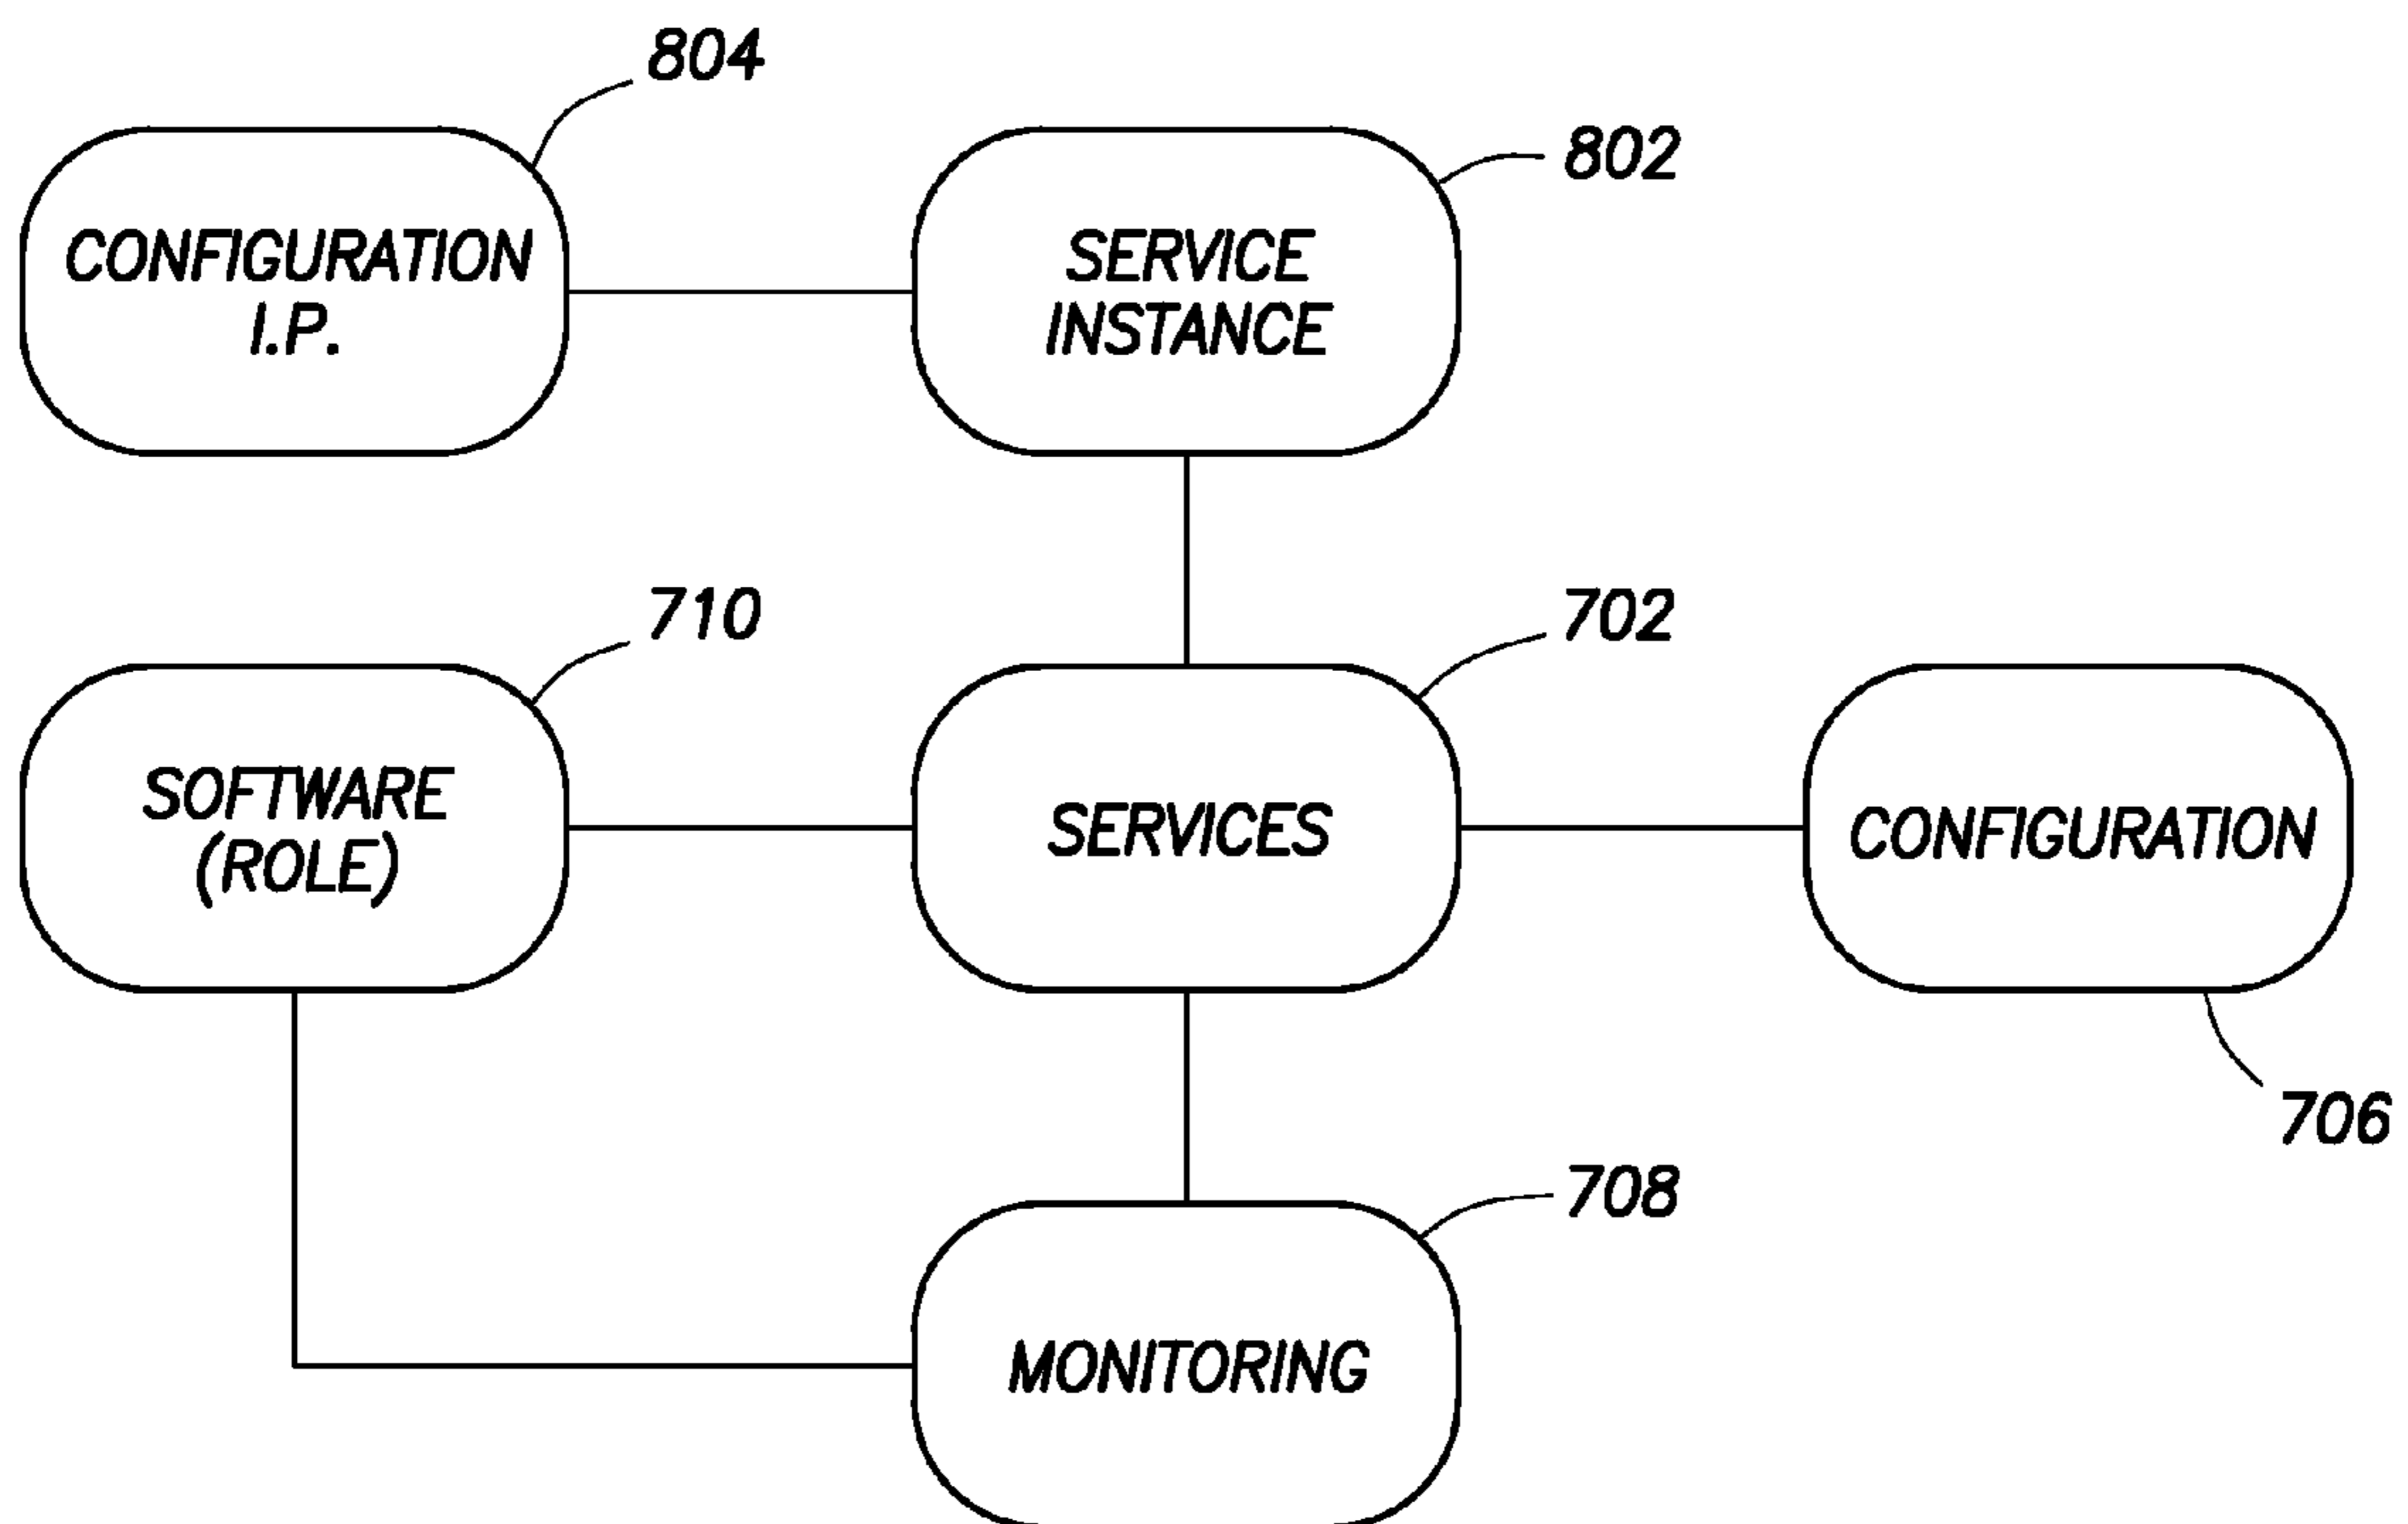 804
802
CONFIGURATION
I.P.
SERVICE
INSTANCE
710
702
SOFTWARE
(ROLE)
SERVICES
CONFIGURATION
706
708
MONITORING